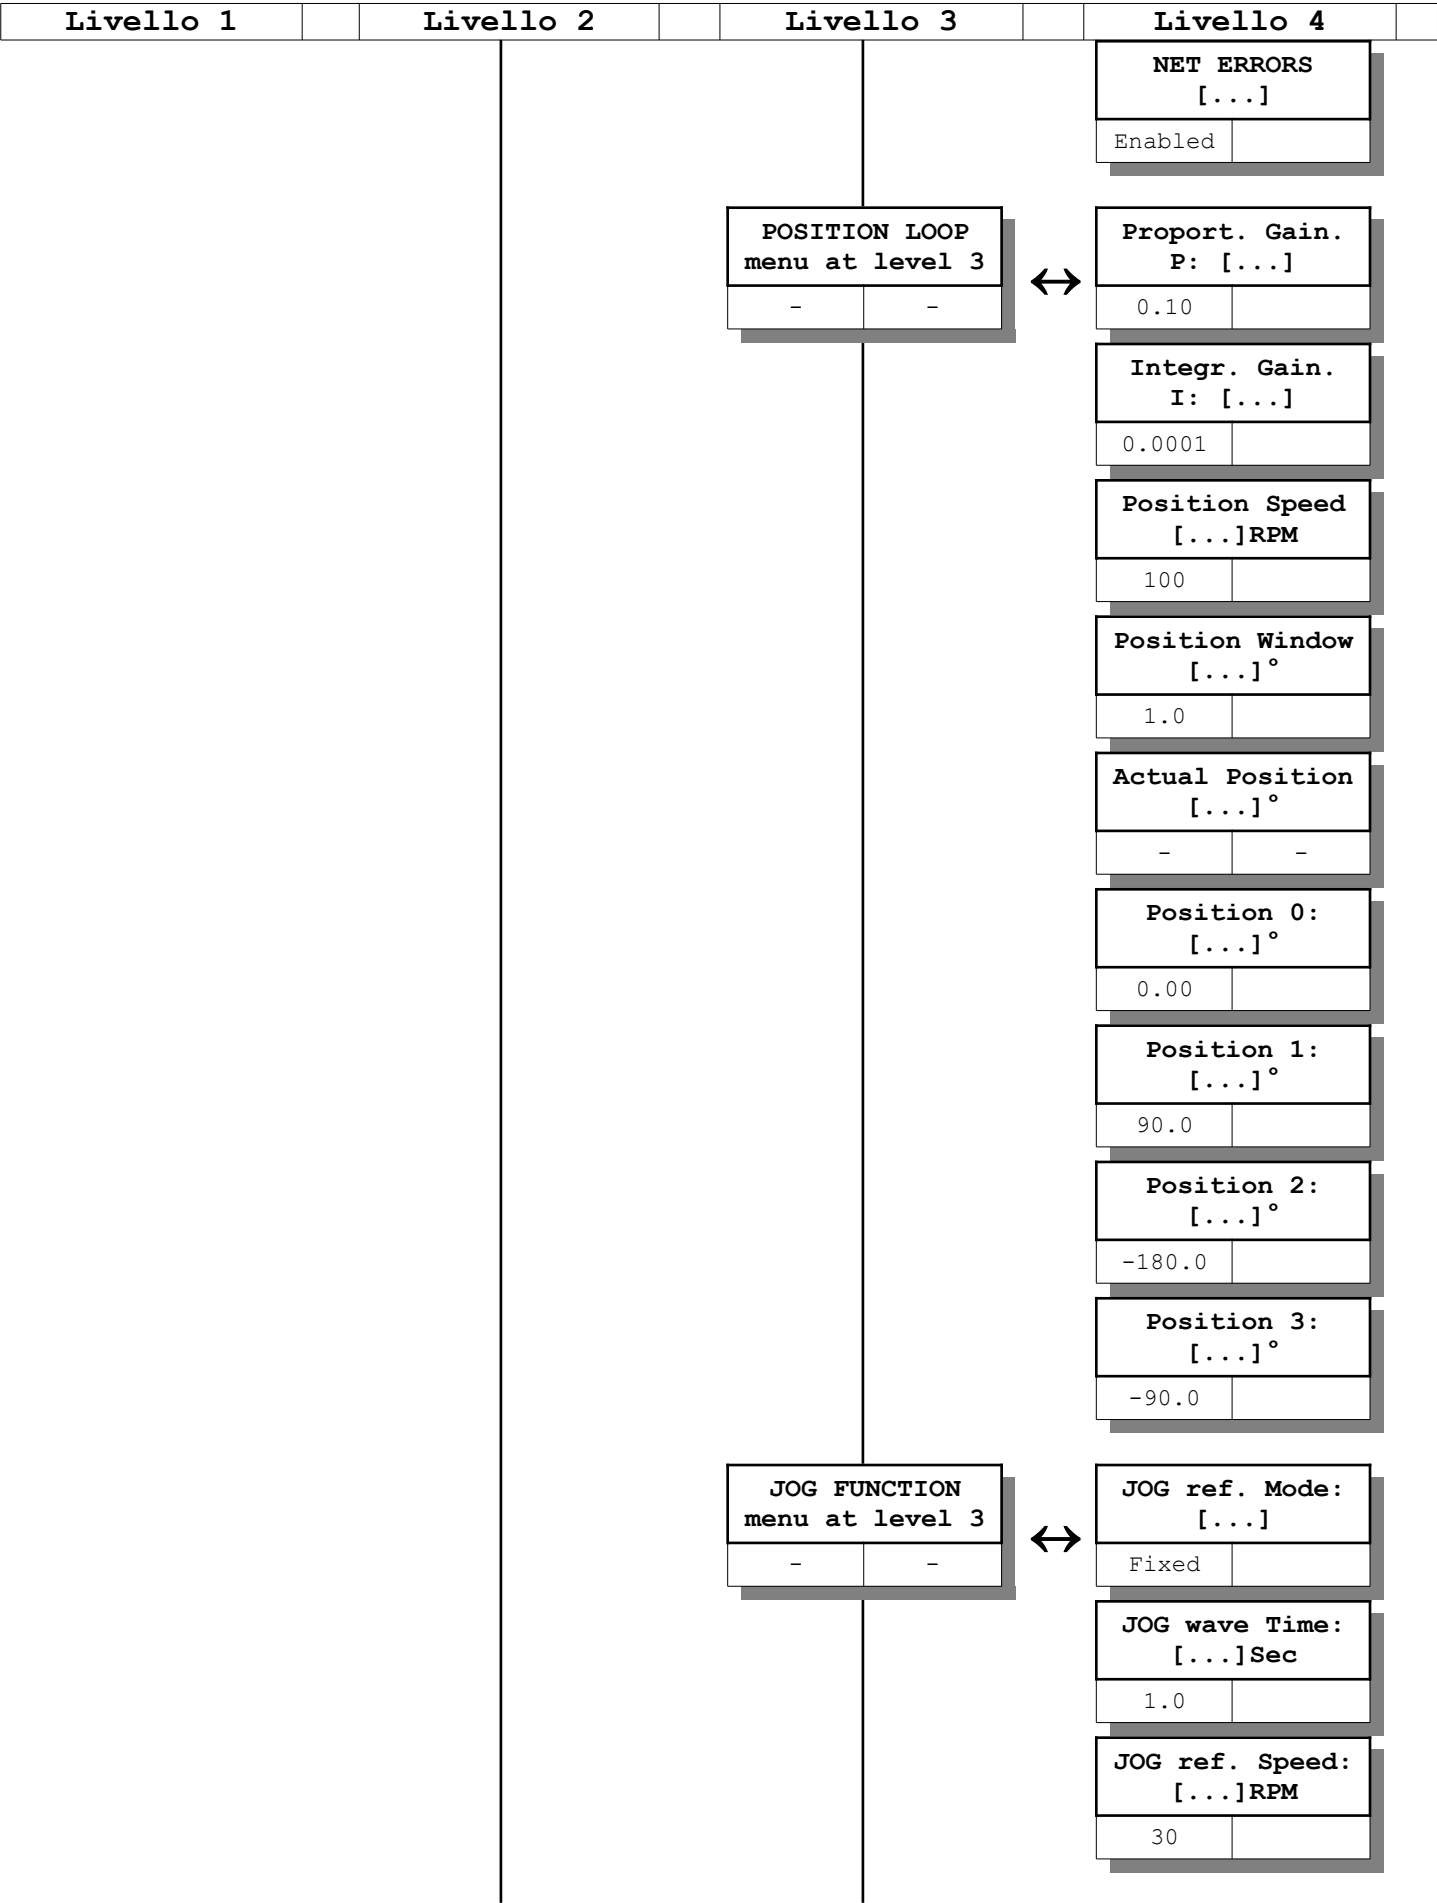 Livello 1 Livello 2 Livello 3 Livello 4
NET ERRORS
[...]
Enabled
POSITION LOOP
menu at level 3
- -
Proport. Gain.
P: [...]
0.10
Integr. Gain.
I: [...]
0.0001
Position Speed
[...]RPM
100
Position Window
[...]°
1.0
Actual Position
[...]°
- -
Position 0:
[...]°
0.00
Position 1:
[...]°
90.0
Position 2:
[...]°
-180.0
Position 3:
[...]°
-90.0
JOG FUNCTION
menu at level 3
- -
JOG ref. Mode:
[...]
Fixed
JOG wave Time:
[...]Sec
1.0
JOG ref. Speed:
[...]RPM
30